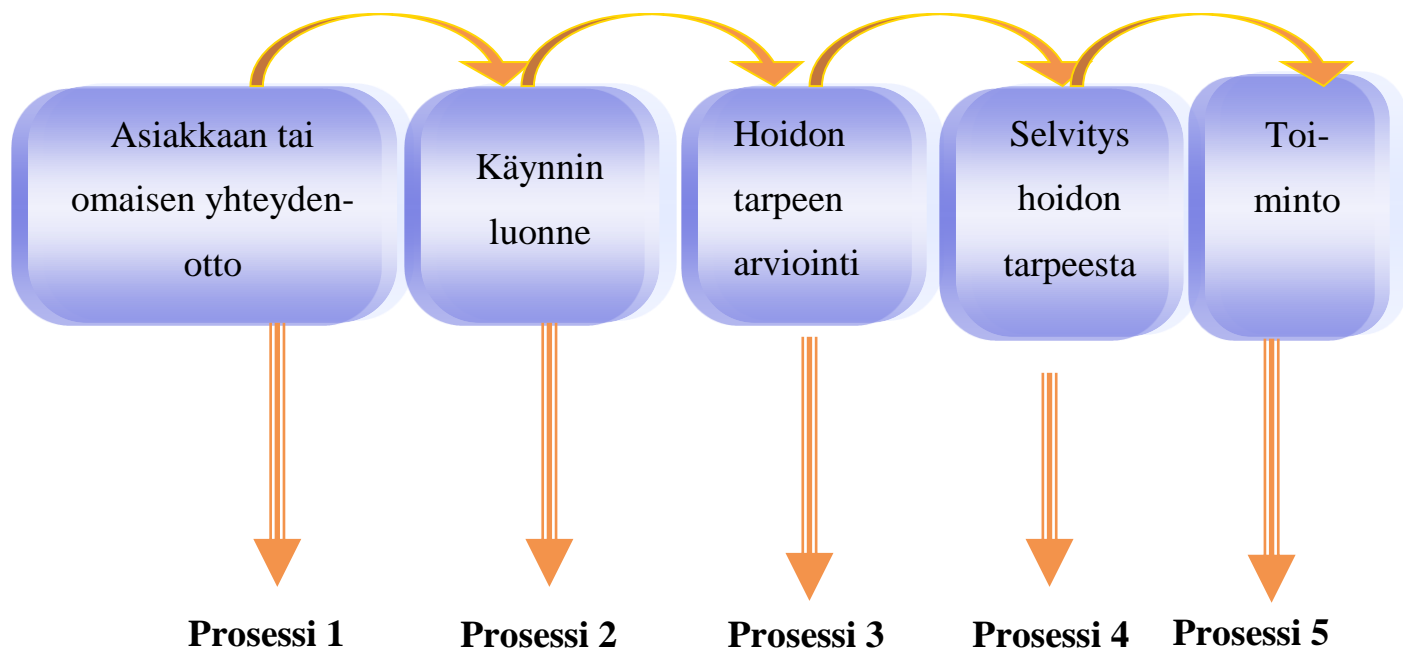 Asiakkaan tai
omaisen yhteyden-
otto
Käynnin
luonne
Hoidon
tarpeen
arviointi
Selvitys
hoidon
tarpeesta
Toi-
minto
Prosessi 1
Prosessi 2
Prosessi 3
Prosessi 4
Prosessi 5